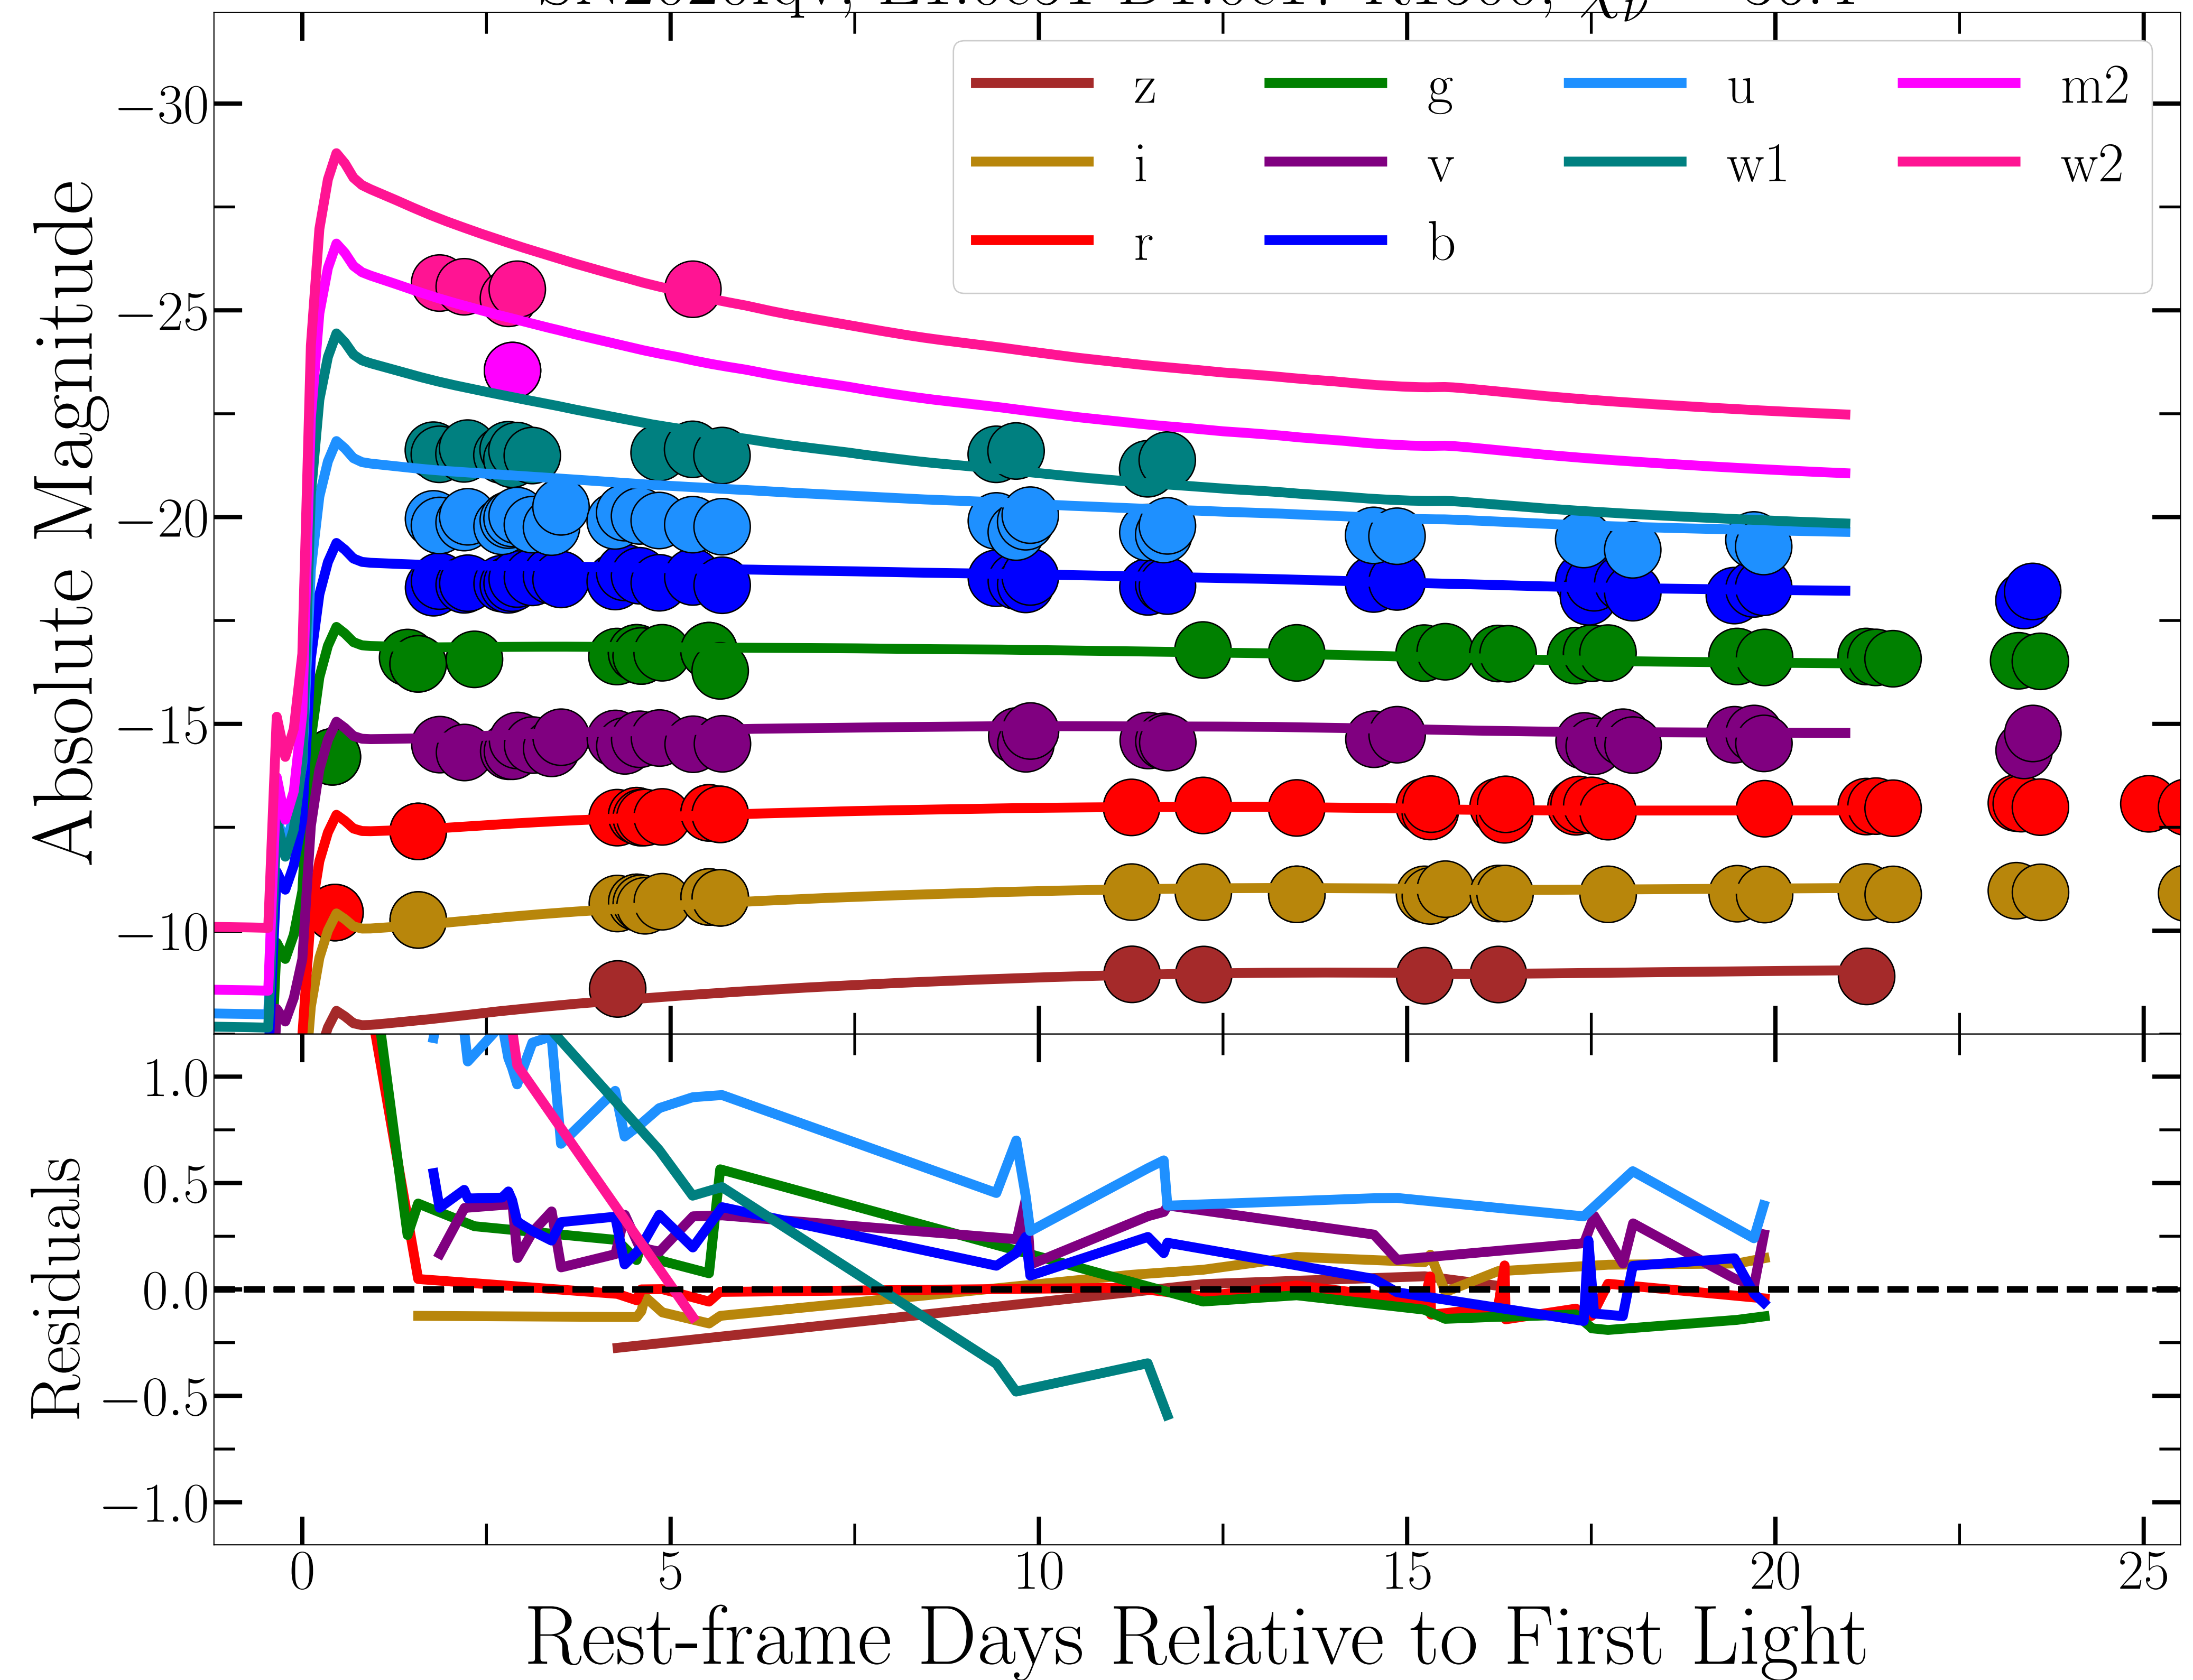 −30
−25
−20
−15
−10
Absolute Magnitude
z g u m2
i v w1 w2
r b
1.0
0.5
0.0
−0.5
−1.0
Residuals
0 5 10 15 20 25
Rest-frame Days Relative to First Light